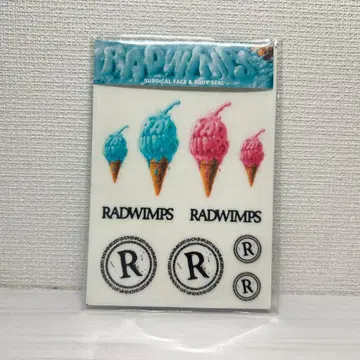 RADWIMPS
SURGICAL FACE & BODY SEAL
RADWIMPS RADWIMPS
R R R
R